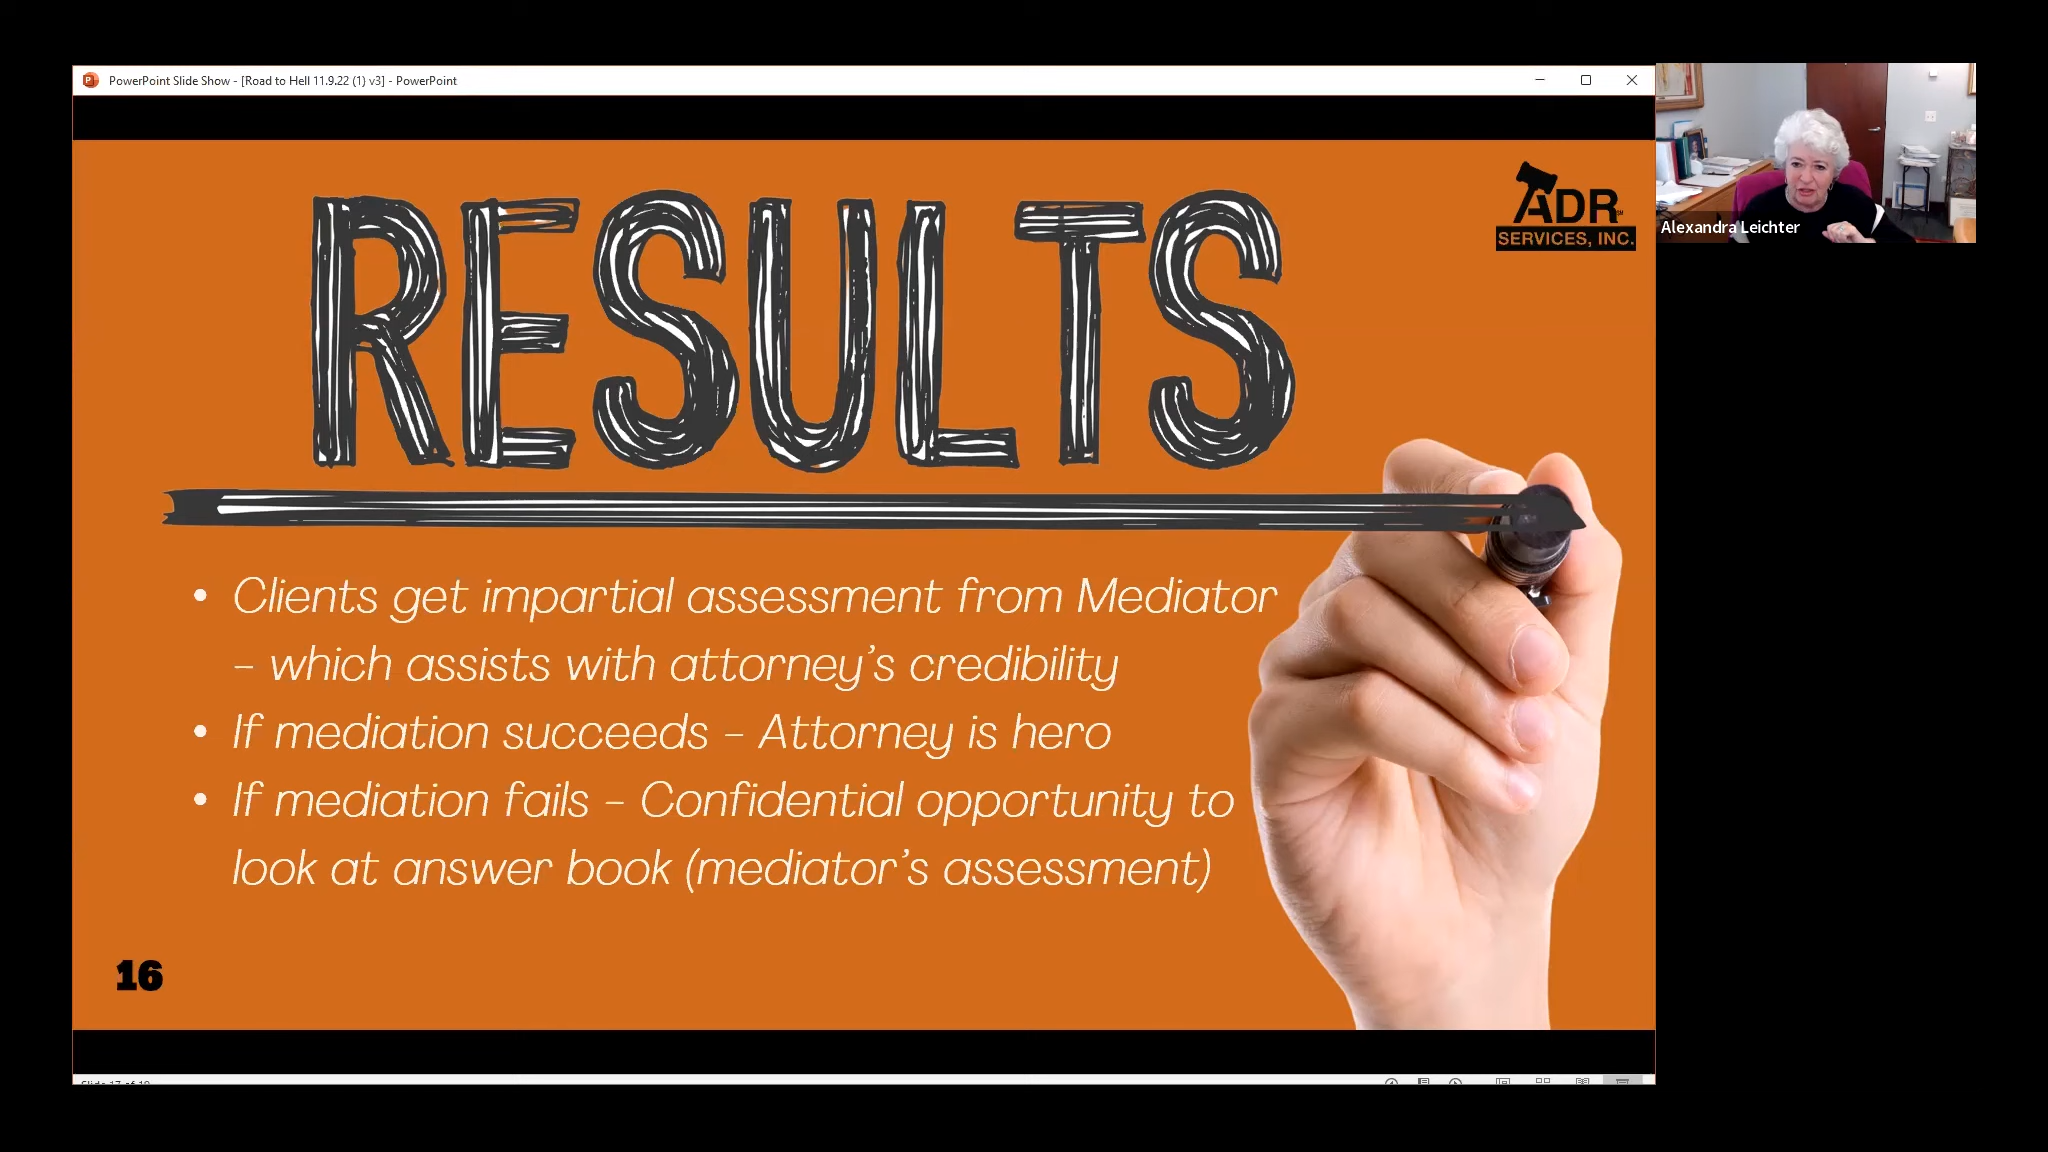 PowerPoint Slide Show - [Road to Hell 11.9.22 (1) v3] - PowerPoint
RESULTS
ADR
SERVICES, INC.
Alexandra Leichter
• Clients get impartial assessment from Mediator
– which assists with attorney’s credibility
• If mediation succeeds – Attorney is hero
• If mediation fails – Confidential opportunity to
look at answer book (mediator’s assessment)
16